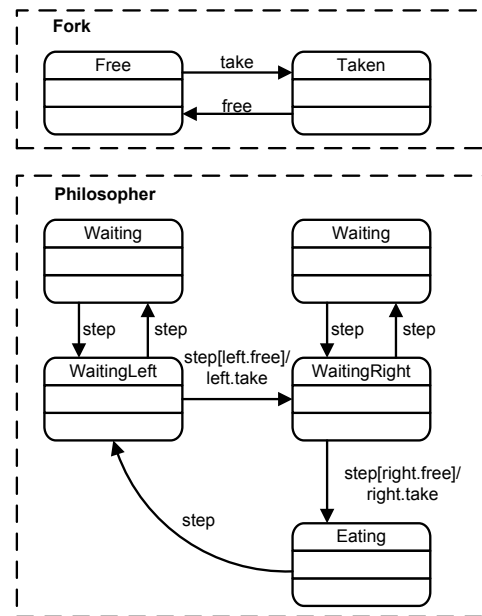 Fork
Free
take
Taken
free
Philosopher
Waiting
Waiting
step
step
step
step
WaitingLeft
step[left.free]/
left.take
WaitingRight
step[right.free]/
right.take
step
Eating